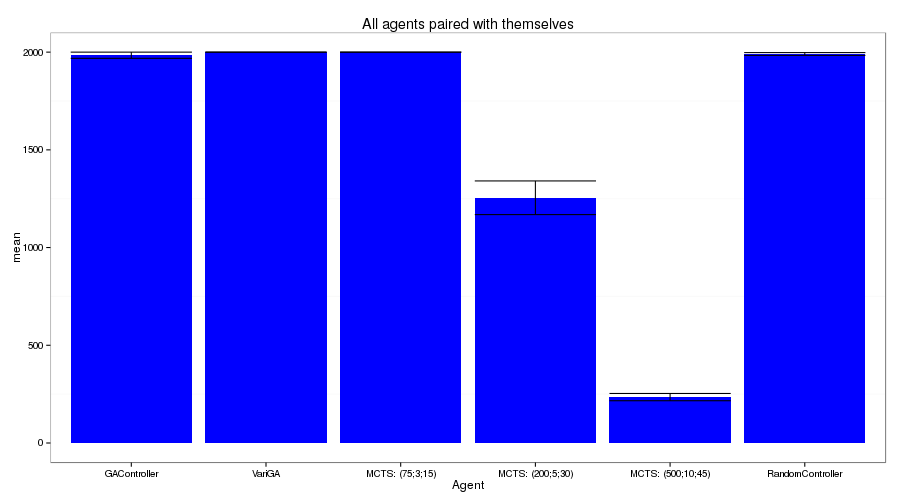 All agents paired with themselves
2000
1500
1000
500
0
mean
GAController VariGA MCTS: (75;3;15) MCTS: (200;5;30) MCTS: (500;10;45) RandomController
Agent